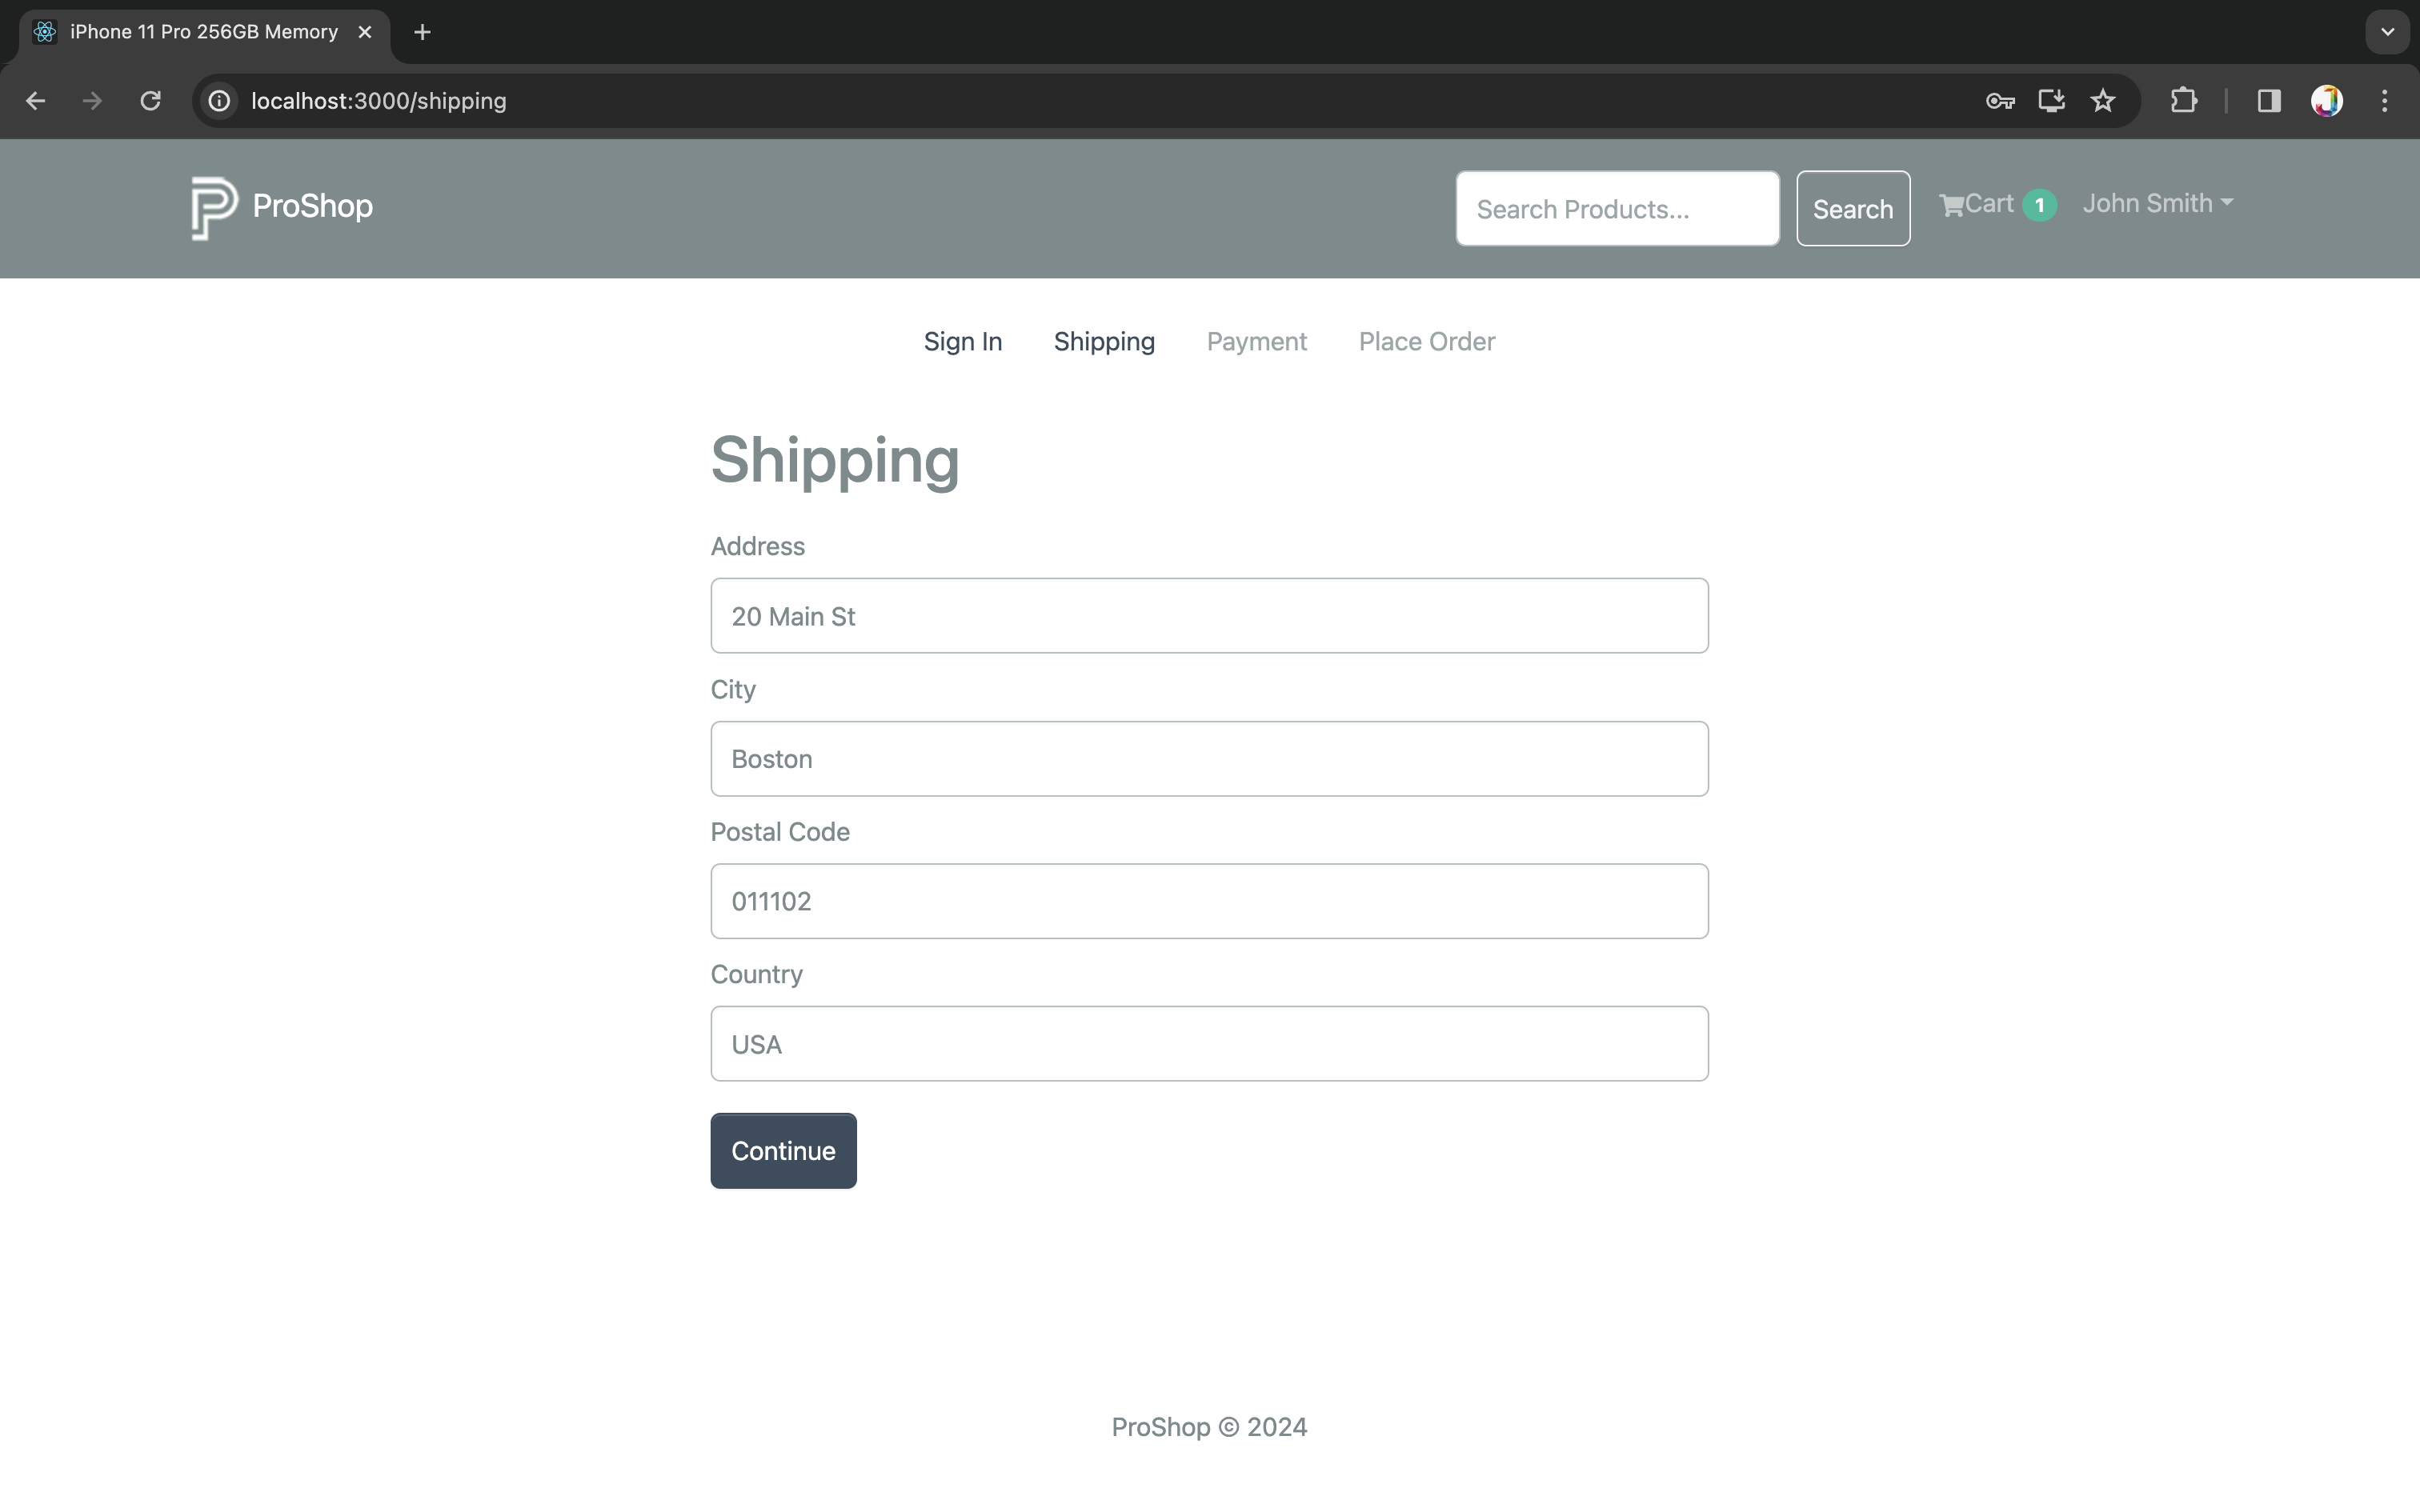 iPhone 11 Pro 256GB Memory
localhost:3000/shipping
ProShop
Search Products...
Search
Cart 1
John Smith
Sign In Shipping Payment Place Order
Shipping
Address
20 Main St
City
Boston
Postal Code
011102
Country
USA
Continue
ProShop © 2024